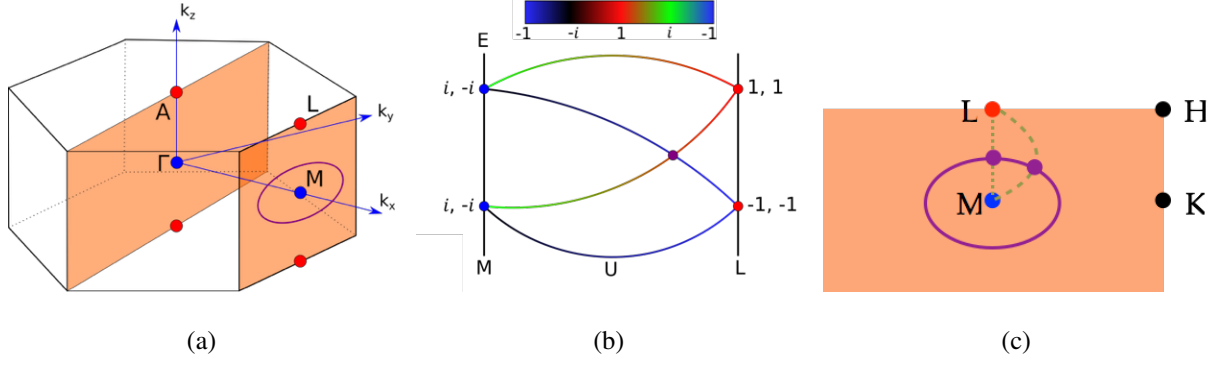 k_z
A
L
k_y
Γ
M
k_x
(a)
-1 -i 1 i -1
E
i, -i
1, 1
i, -i
-1, -1
M U L
(b)
L H
M K
(c)